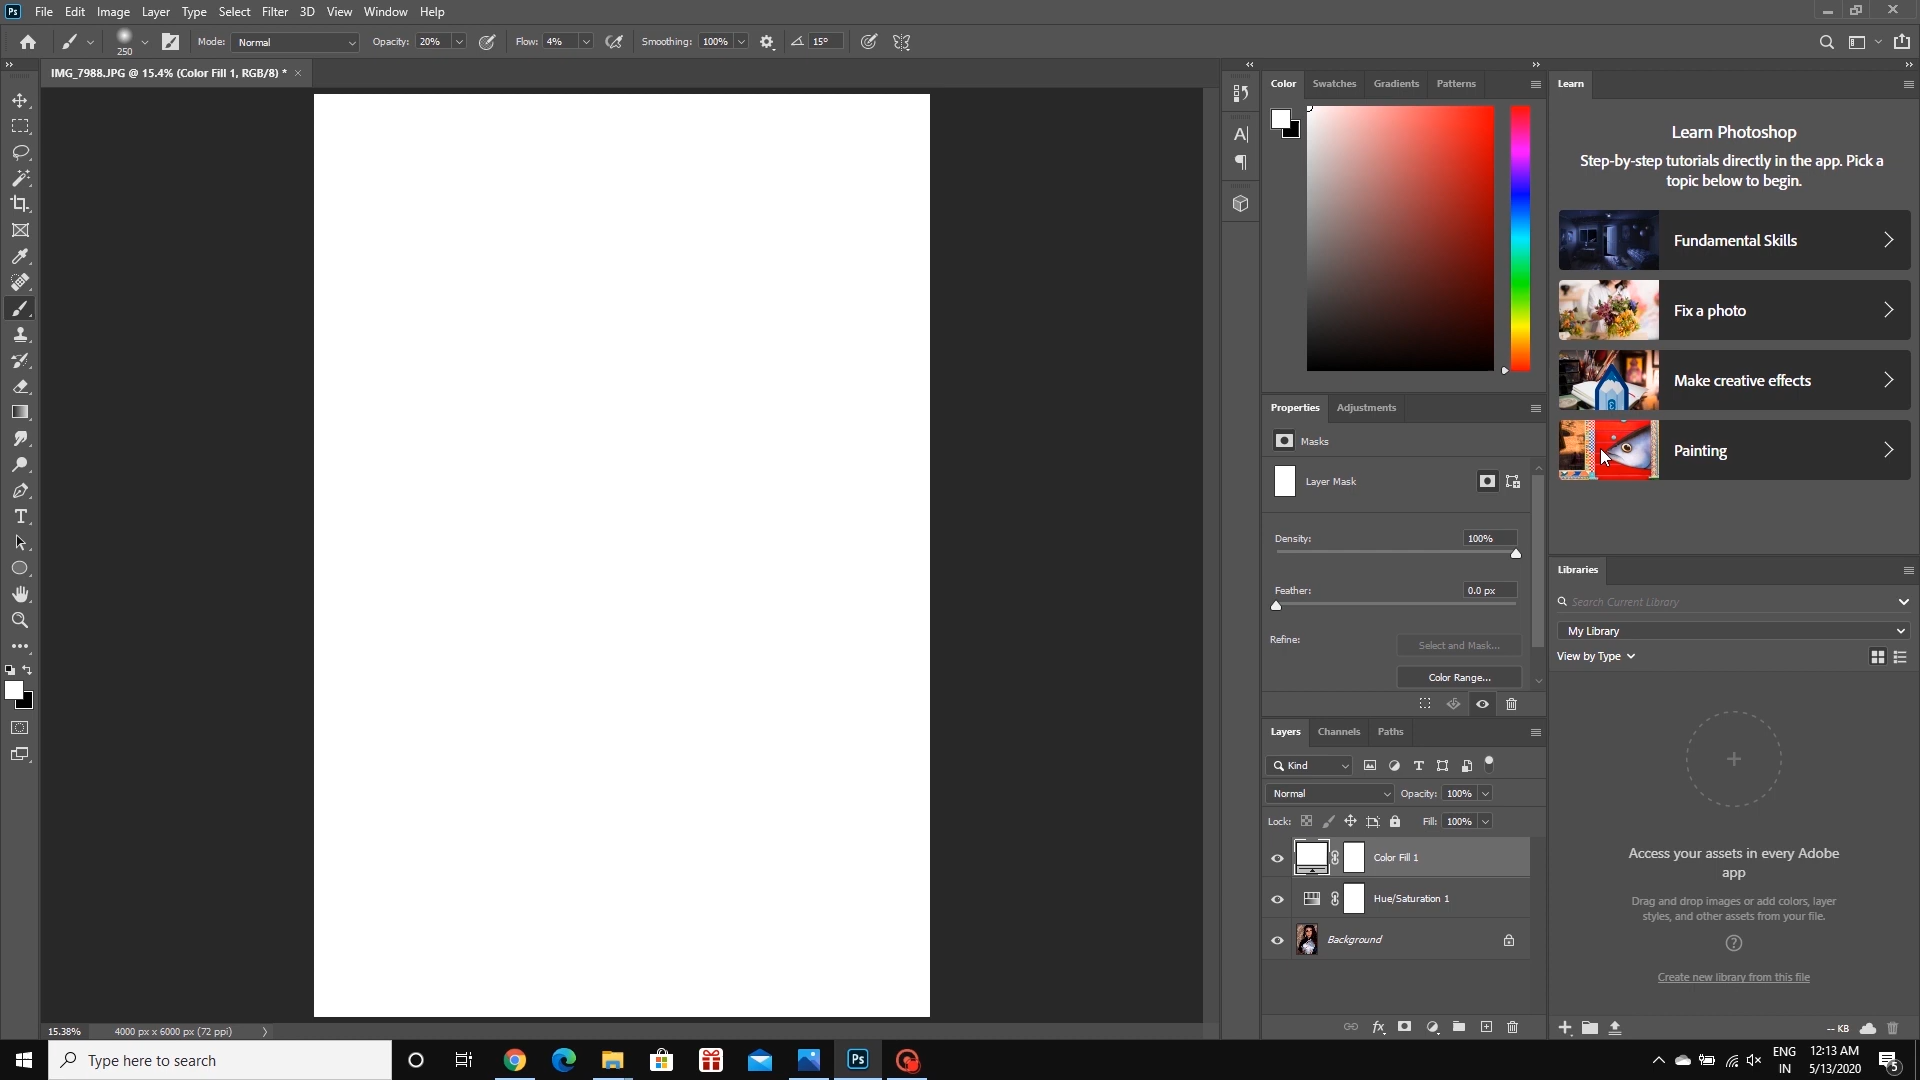 Ps File Edit Image Layer Type Select Filter 3D View Window Help
250 Mode: Normal Opacity: 20% Flow: 4% Smoothing: 100% 15°
IMG_7988.JPG @ 15.4% (Color Fill 1, RGB/8) *
Color Swatches Gradients Patterns
Learn
Learn Photoshop
Step-by-step tutorials directly in the app. Pick a
topic below to begin.
Fundamental Skills
Fix a photo
Make creative effects
Painting
Properties Adjustments
Masks
Layer Mask
Density: 100%
Feather: 0.0 px
Refine: Select and Mask...
Color Range...
Layers Channels Paths
Kind
Normal Opacity: 100%
Lock: Fill: 100%
Color Fill 1
Hue/Saturation 1
Background
Libraries
Search Current Library
My Library
View by Type
Access your assets in every Adobe
app
Drag and drop images or add colors, layer
styles, and other assets from your file.
Create new library from this file
-- KB
15.38% 4000 px x 6000 px (72 ppi)
Type here to search
Ps
ENG
IN
12:13 AM
5/13/2020
5